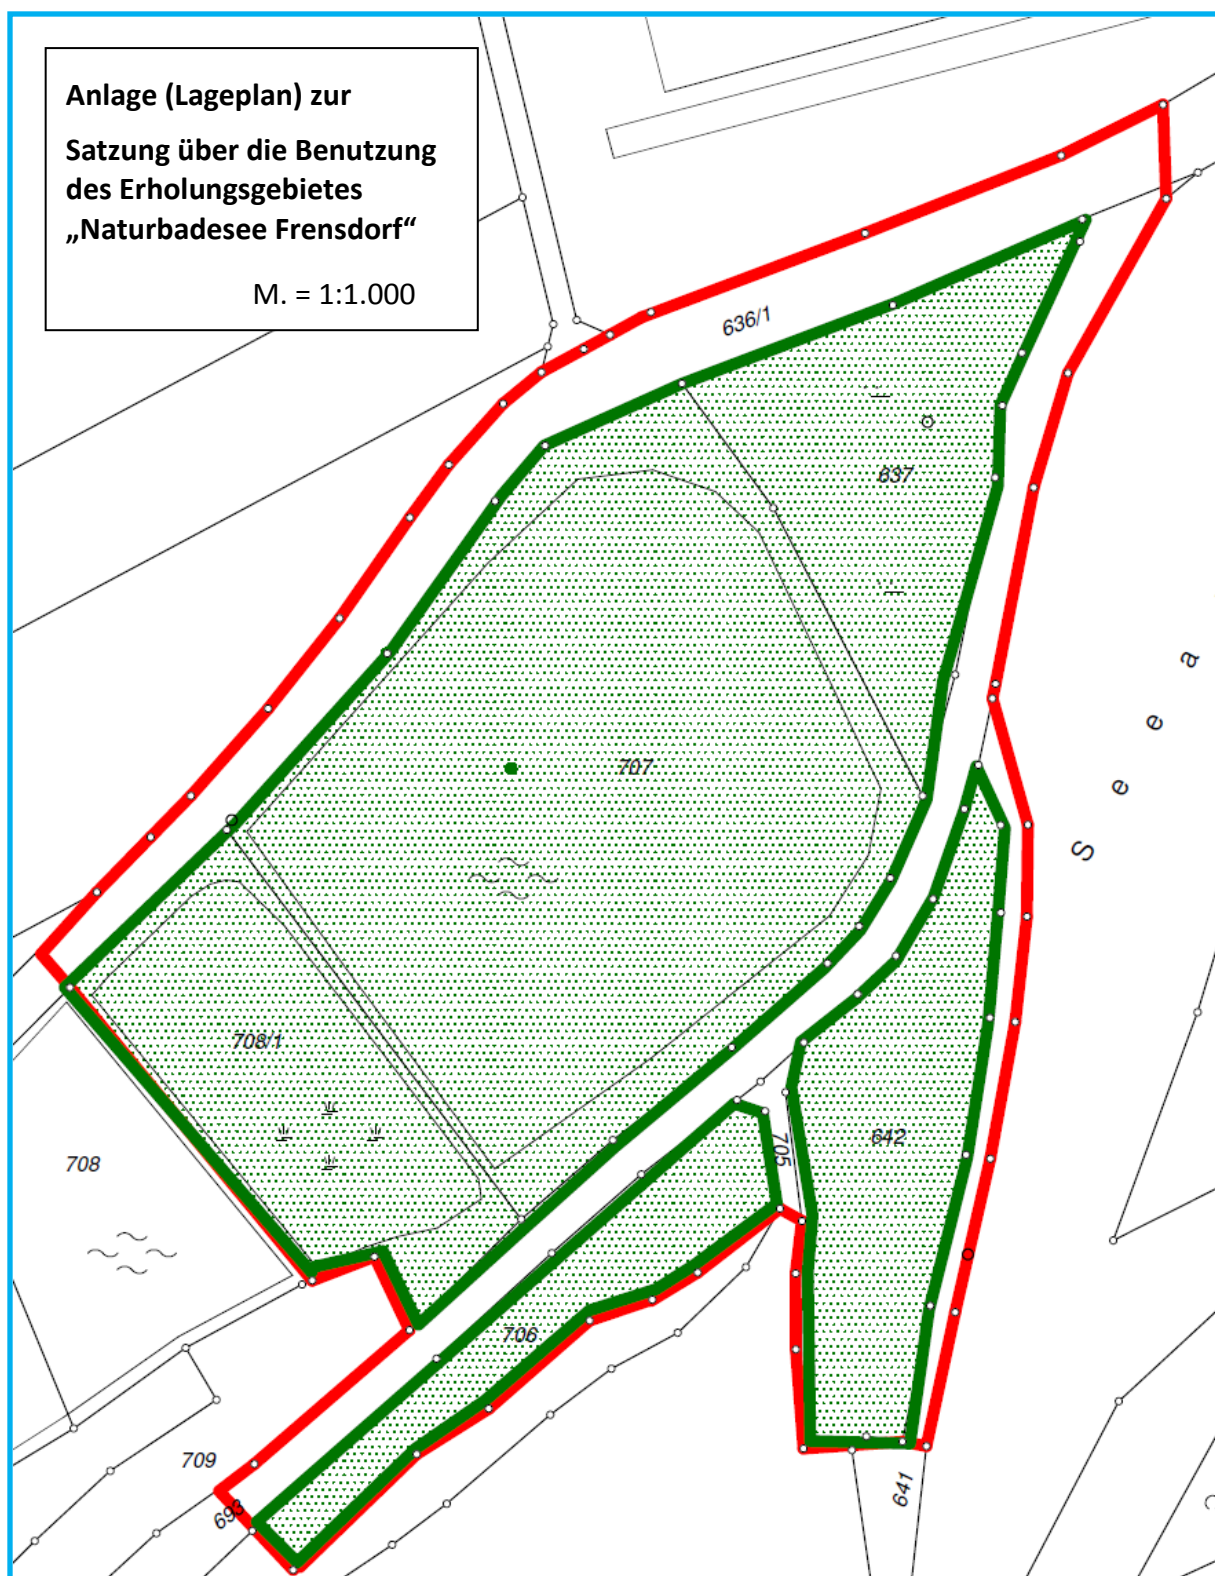 Anlage (Lageplan) zur
Satzung über die Benutzung
des Erholungsgebietes
„Naturbadesee Frensdorf“
M. = 1:1.000
636/1
637
707
708/1
708
705
642
706
709
693
641
S e e a